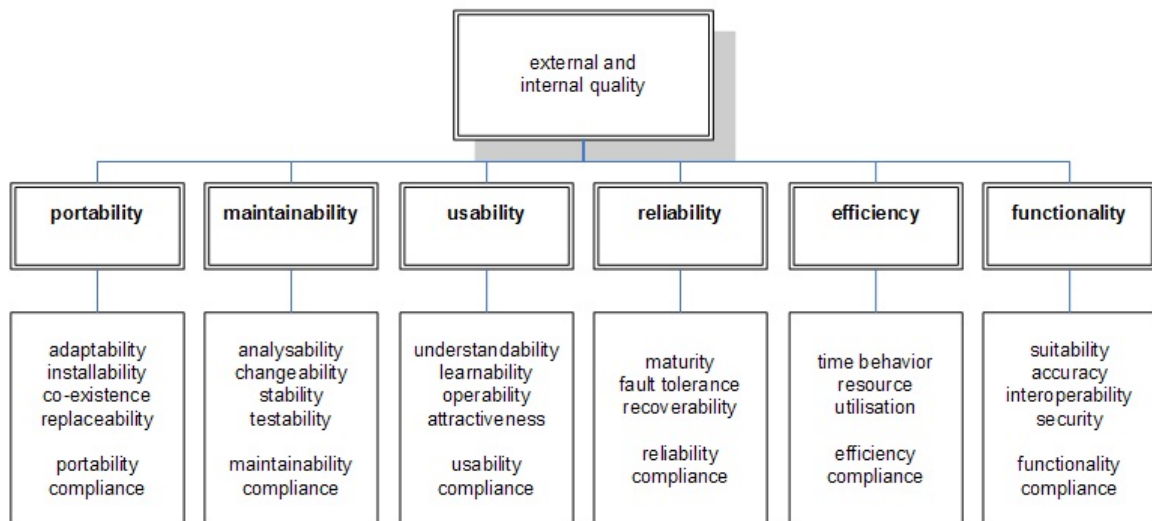 external and
internal quality
portability
maintainability
usability
reliability
efficiency
functionality
adaptability
installability
co-existence
replaceability
portability
compliance
analysability
changeability
stability
testability
maintainability
compliance
understandability
learnability
operability
attractiveness
usability
compliance
maturity
fault tolerance
recoverability
reliability
compliance
time behavior
resource
utilisation
efficiency
compliance
suitability
accuracy
interoperability
security
functionality
compliance